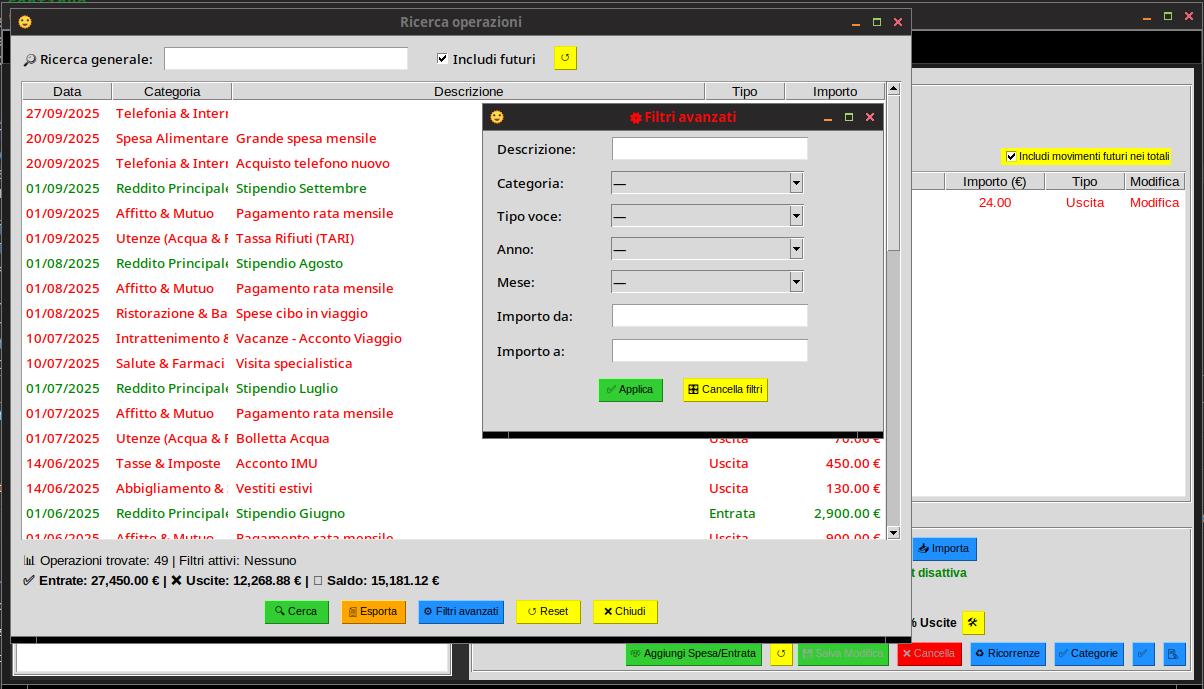 Ricerca operazioni
Ricerca generale:
Includi futuri
Data Categoria Descrizione Tipo Importo
27/09/2025 Telefonia & Interr
20/09/2025 Spesa Alimentare Grande spesa mensile
20/09/2025 Telefonia & Interr Acquisto telefono nuovo
01/09/2025 Reddito Principale Stipendio Settembre
01/09/2025 Affitto & Mutuo Pagamento rata mensile
01/09/2025 Utenze (Acqua & F Tassa Rifiuti (TARI)
01/08/2025 Reddito Principale Stipendio Agosto
01/08/2025 Affitto & Mutuo Pagamento rata mensile
01/08/2025 Ristorazione & Ba Spese cibo in viaggio
10/07/2025 Intrattenimento & Vacanze - Acconto Viaggio
10/07/2025 Salute & Farmaci Visita specialistica
01/07/2025 Reddito Principale Stipendio Luglio
01/07/2025 Affitto & Mutuo Pagamento rata mensile
01/07/2025 Utenze (Acqua & F Bolletta Acqua Uscita 70.00 €
14/06/2025 Tasse & Imposte Acconto IMU Uscita 450.00 €
14/06/2025 Abbigliamento & Vestiti estivi Uscita 130.00 €
01/06/2025 Reddito Principale Stipendio Giugno Entrata 2,900.00 €
01/06/2025 Affitto & Mutuo Pagamento rata mensile Uscita 900.00 €
Operazioni trovate: 49 | Filtri attivi: Nessuno
Entrate: 27,450.00 € | Uscite: 12,268.88 € | Saldo: 15,181.12 €
Cerca
Esporta
Filtri avanzati
Reset
Chiudi
Filtri avanzati
Descrizione:
Categoria: —
Tipo voce: —
Anno: —
Mese: —
Importo da:
Importo a:
Applica
Cancella filtri
Includi movimenti futuri nei totali
Importo (€) Tipo Modifica
24.00 Uscita Modifica
Importa
t disattiva
% Uscite
Aggiungi Spesa/Entrata
Salva Modifica
Cancella
Ricorrenze
Categorie